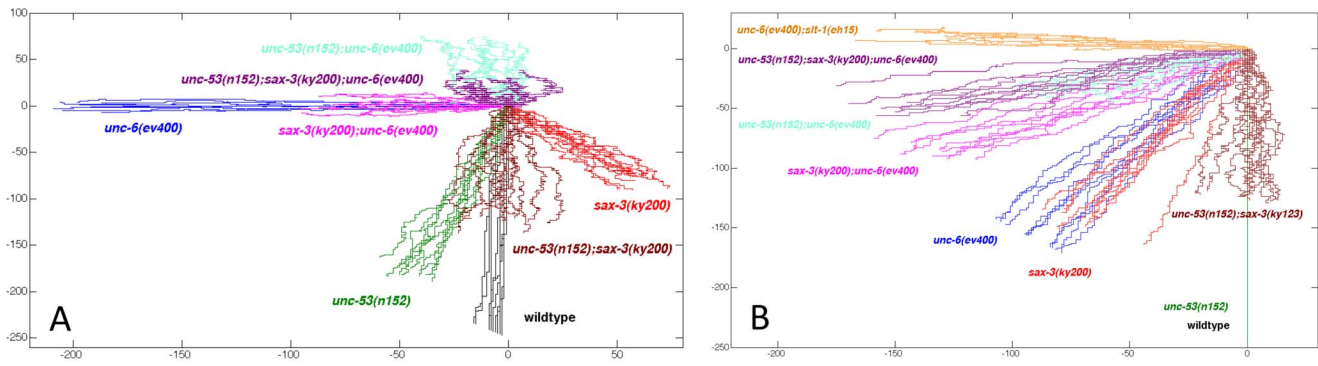 100
50
0
-50
-100
-150
-200
-250
-200
-150
-100
-50
0
50
unc-53(n152);unc-6(ev400)
unc-53(n152);sax-3(ky200);unc-6(ev400)
unc-6(ev400)
sax-3(ky200);unc-6(ev400)
sax-3(ky200)
unc-53(n152);sax-3(ky200)
unc-53(n152)
wildtype
A
0
-50
-100
-150
-200
-250
-200
-150
-100
-50
0
unc-6(ev400);slt-1(eh15)
unc-53(n152);sax-3(ky200);unc-6(ev400)
unc-53(n152);unc-6(ev400)
sax-3(ky200);unc-6(ev400)
unc-53(n152);sax-3(ky123)
unc-6(ev400)
sax-3(ky200)
unc-53(n152)
wildtype
B